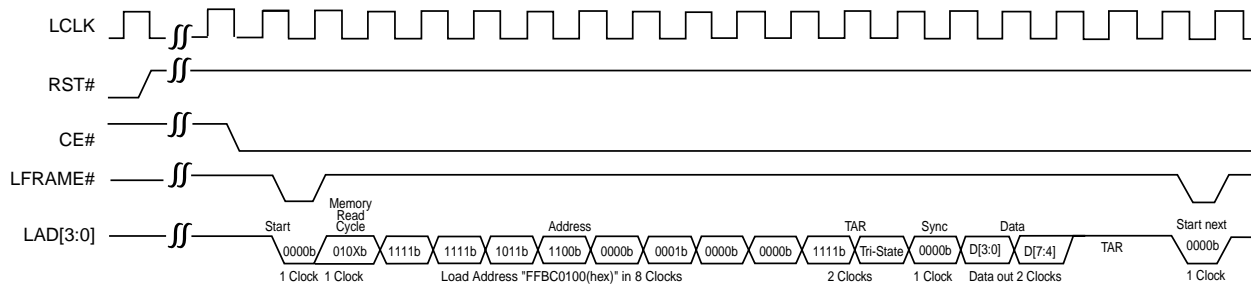 LCLK
RST#
CE#
LFRAME#
LAD[3:0]
Start
Memory
Read
Cycle
Address
TAR
Sync
Data
Start next
0000b 010Xb 1111b 1111b 1011b 1100b 0000b 0001b 0000b 0000b 1111b Tri-State 0000b D[3:0] D[7:4] TAR 0000b
1 Clock 1 Clock Load Address "FFBC0100(hex)" in 8 Clocks 2 Clocks 1 Clock Data out 2 Clocks 1 Clock